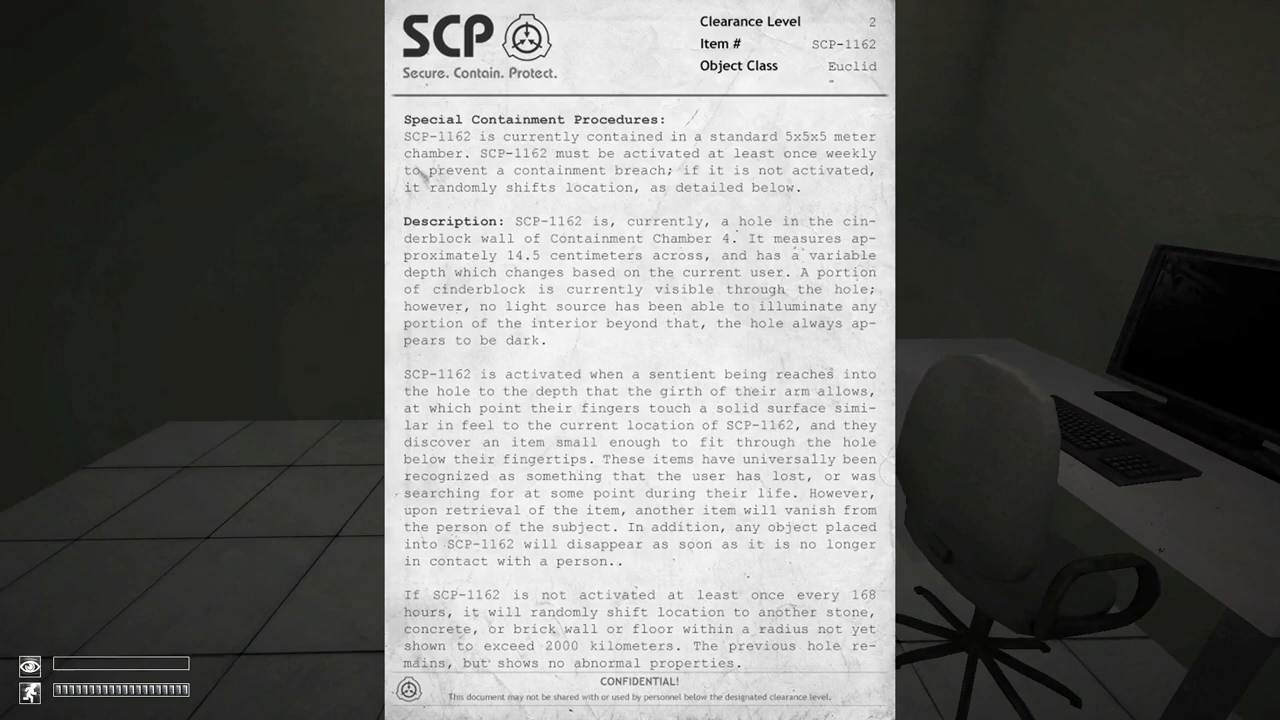 SCP
Secure. Contain. Protect.
Clearance Level 2
Item # SCP-1162
Object Class Euclid
Special Containment Procedures:
SCP-1162 is currently contained in a standard 5x5x5 meter
chamber. SCP-1162 must be activated at least once weekly
to prevent a containment breach; if it is not activated,
it randomly shifts location, as detailed below.
Description: SCP-1162 is, currently, a hole in the cin-
derblock wall of Containment Chamber 4. It measures ap-
proximately 14.5 centimeters across, and has a variable
depth which changes based on the current user. A portion
of cinderblock is currently visible through the hole;
however, no light source has been able to illuminate any
portion of the interior beyond that, the hole always ap-
pears to be dark.
SCP-1162 is activated when a sentient being reaches into
the hole to the depth that the girth of their arm allows,
at which point their fingers touch a solid surface simi-
lar in feel to the current location of SCP-1162, and they
discover an item small enough to fit through the hole
below their fingertips. These items have universally been
recognized as something that the user has lost, or was
searching for at some point during their life. However,
upon retrieval of the item, another item will vanish from
the person of the subject. In addition, any object placed
into SCP-1162 will disappear as soon as it is no longer
in contact with a person..
If SCP-1162 is not activated at least once every 168
hours, it will randomly shift location to another stone,
concrete, or brick wall or floor within a radius not yet
shown to exceed 2000 kilometers. The previous hole re-
mains, but shows no abnormal properties.
CONFIDENTIAL!
This document may not be shared with or used by personnel below the designated clearance level.